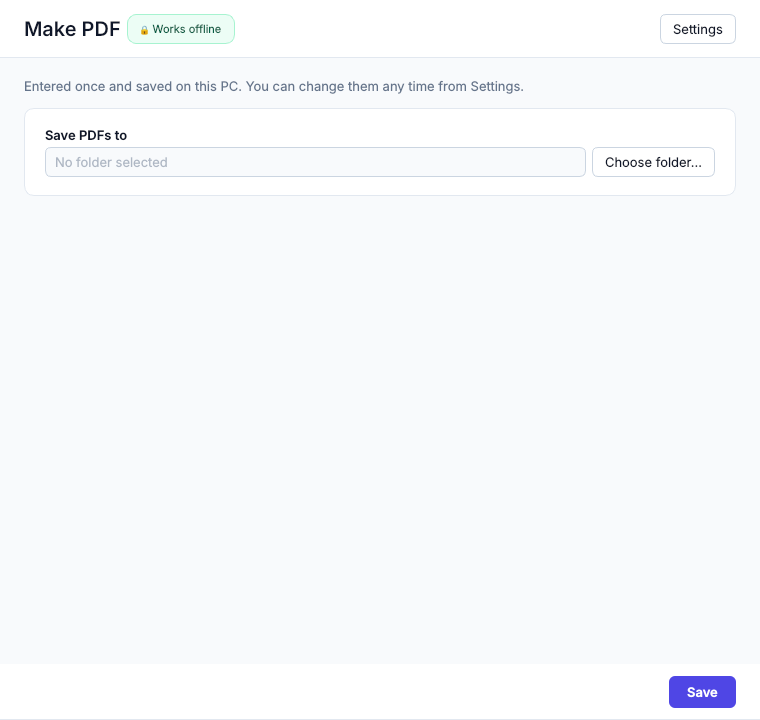 Make PDF
🔒 Works offline
Settings
Entered once and saved on this PC. You can change them any time from Settings.
Save PDFs to
No folder selected
Choose folder...
Save